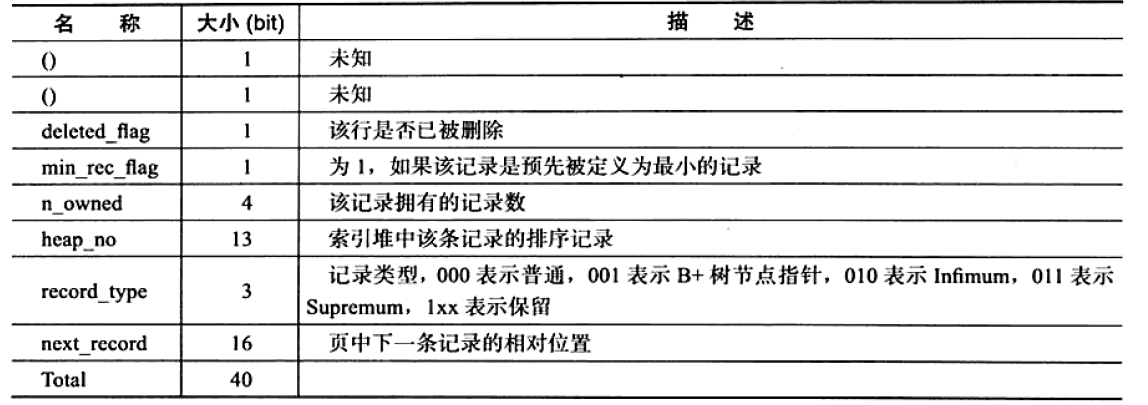 名 称 大小 (bit) 描 述
() 1 未知
() 1 未知
deleted_flag 1 该行是否已被删除
min_rec_flag 1 为 1，如果该记录是预先被定义为最小的记录
n_owned 4 该记录拥有的记录数
heap_no 13 索引堆中该条记录的排序记录
record_type 3 记录类型，000 表示普通，001 表示 B+ 树节点指针，010 表示 Infimum，011 表示
Supremum，1xx 表示保留
next_record 16 页中下一条记录的相对位置
Total 40